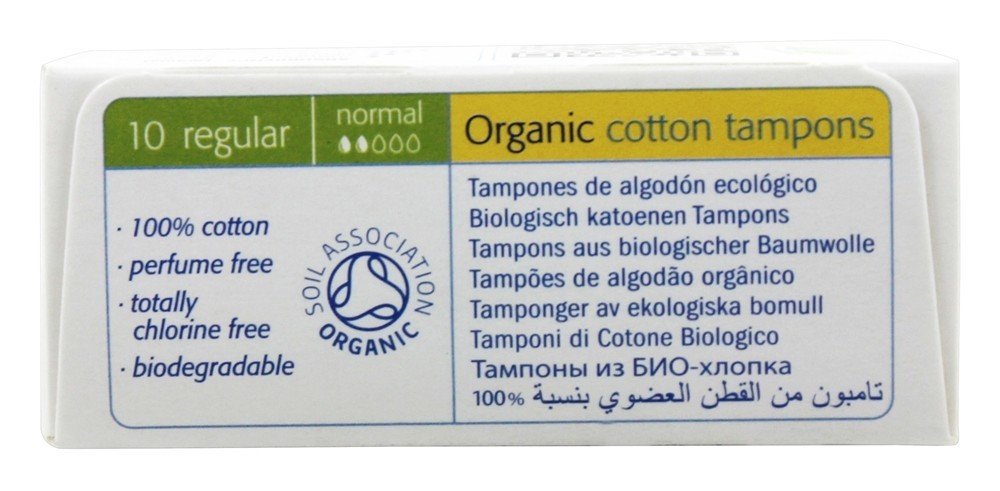 10 regular
normal
Organic cotton tampons
· 100% cotton
· perfume free
· totally
chlorine free
· biodegradable
SOIL ASSOCIATION
ORGANIC
Tampones de algodón ecológico
Biologisch katoenen Tampons
Tampons aus biologischer Baumwolle
Tampões de algodão orgânico
Tamponger av ekologiska bomull
Tamponi di Cotone Biologico
Тампоны из БИО-хлопка
تامبون من القطن العضوي بنسبة 100%